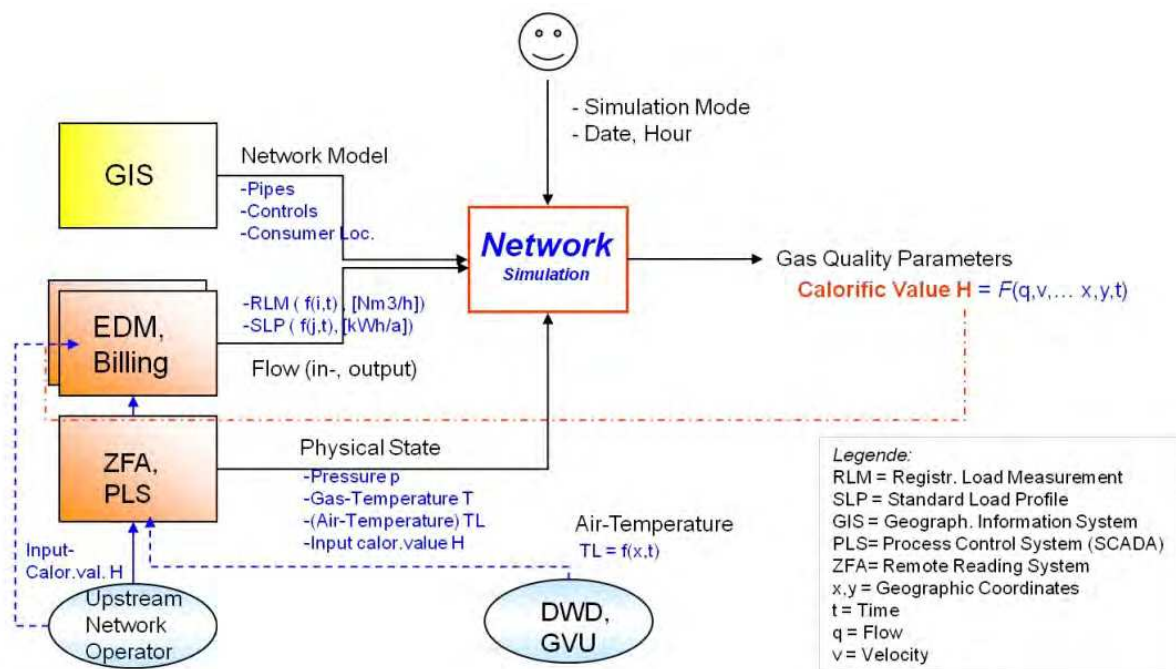 - Simulation Mode
- Date, Hour
GIS
Network Model
-Pipes
-Controls
-Consumer Loc.
Network
Simulation
Gas Quality Parameters
Calorific Value H = F(q,v,... x,y,t)
EDM,
Billing
-RLM ( f(i,t) , [Nm3/h])
-SLP ( f(j,t), [kWh/a])
Flow (in-, output)
ZFA,
PLS
Physical State
-Pressure p
-Gas-Temperature T
-(Air-Temperature) TL
-Input calor.value H
Air-Temperature
TL = f(x,t)
Input-
Calor.val. H
Upstream
Network
Operator
DWD,
GVU
Legende:
RLM = Registr. Load Measurement
SLP = Standard Load Profile
GIS = Geograph. Information System
PLS= Process Control System (SCADA)
ZFA= Remote Reading System
x,y = Geographic Coordinates
t = Time
q = Flow
v = Velocity